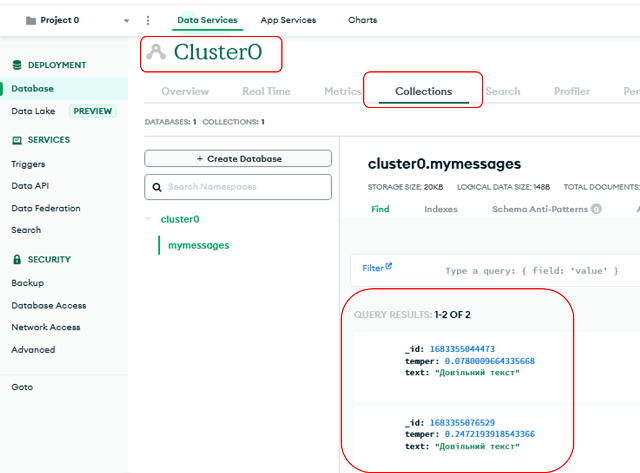 Project 0
Data Services
App Services
Charts
DEPLOYMENT
Database
Data Lake PREVIEW
SERVICES
Triggers
Data API
Data Federation
Search
SECURITY
Backup
Database Access
Network Access
Advanced
Goto
Cluster0
Overview
Real Time
Metrics
Collections
Search
Profiler
DATABASES: 1 COLLECTIONS: 1
+ Create Database
Search Namespaces
cluster0
mymessages
cluster0.mymessages
STORAGE SIZE: 20KB LOGICAL DATA SIZE: 148B TOTAL DOCUMENTS:
Find
Indexes
Schema Anti-Patterns 0
Filter
Type a query: { field: 'value' }
QUERY RESULTS: 1-2 OF 2
_id: 1683355044473
temper: 0.0780009664335668
text: "Довільний текст"
_id: 1683355076529
temper: 0.2472193918543366
text: "Довільний текст"